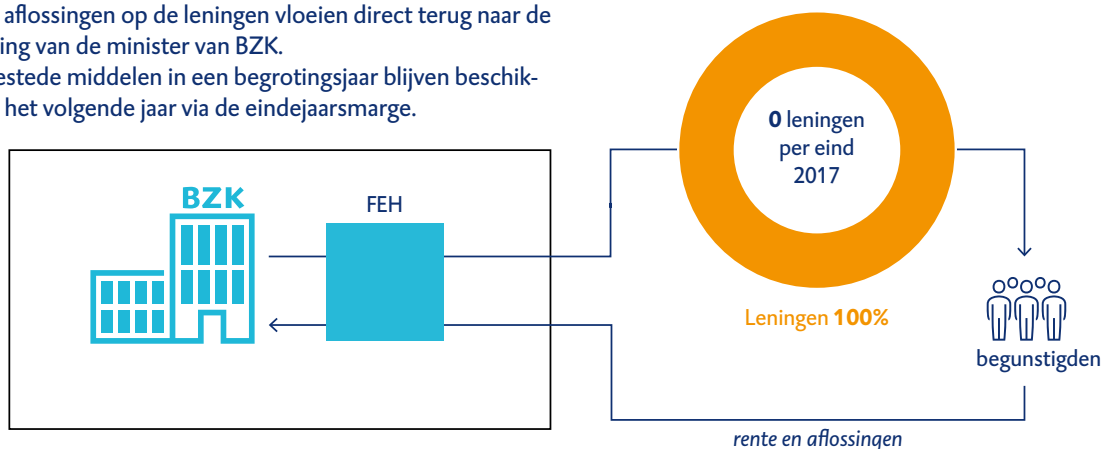 aflossingen op de leningen vloeien direct terug naar de
ing van de minister van BZK.
estede middelen in een begrotingsjaar blijven beschik-
het volgende jaar via de eindejaarsmarge.
0 leningen
per eind
2017
BZK
FEH
Leningen 100%
begunstigden
rente en aflossingen